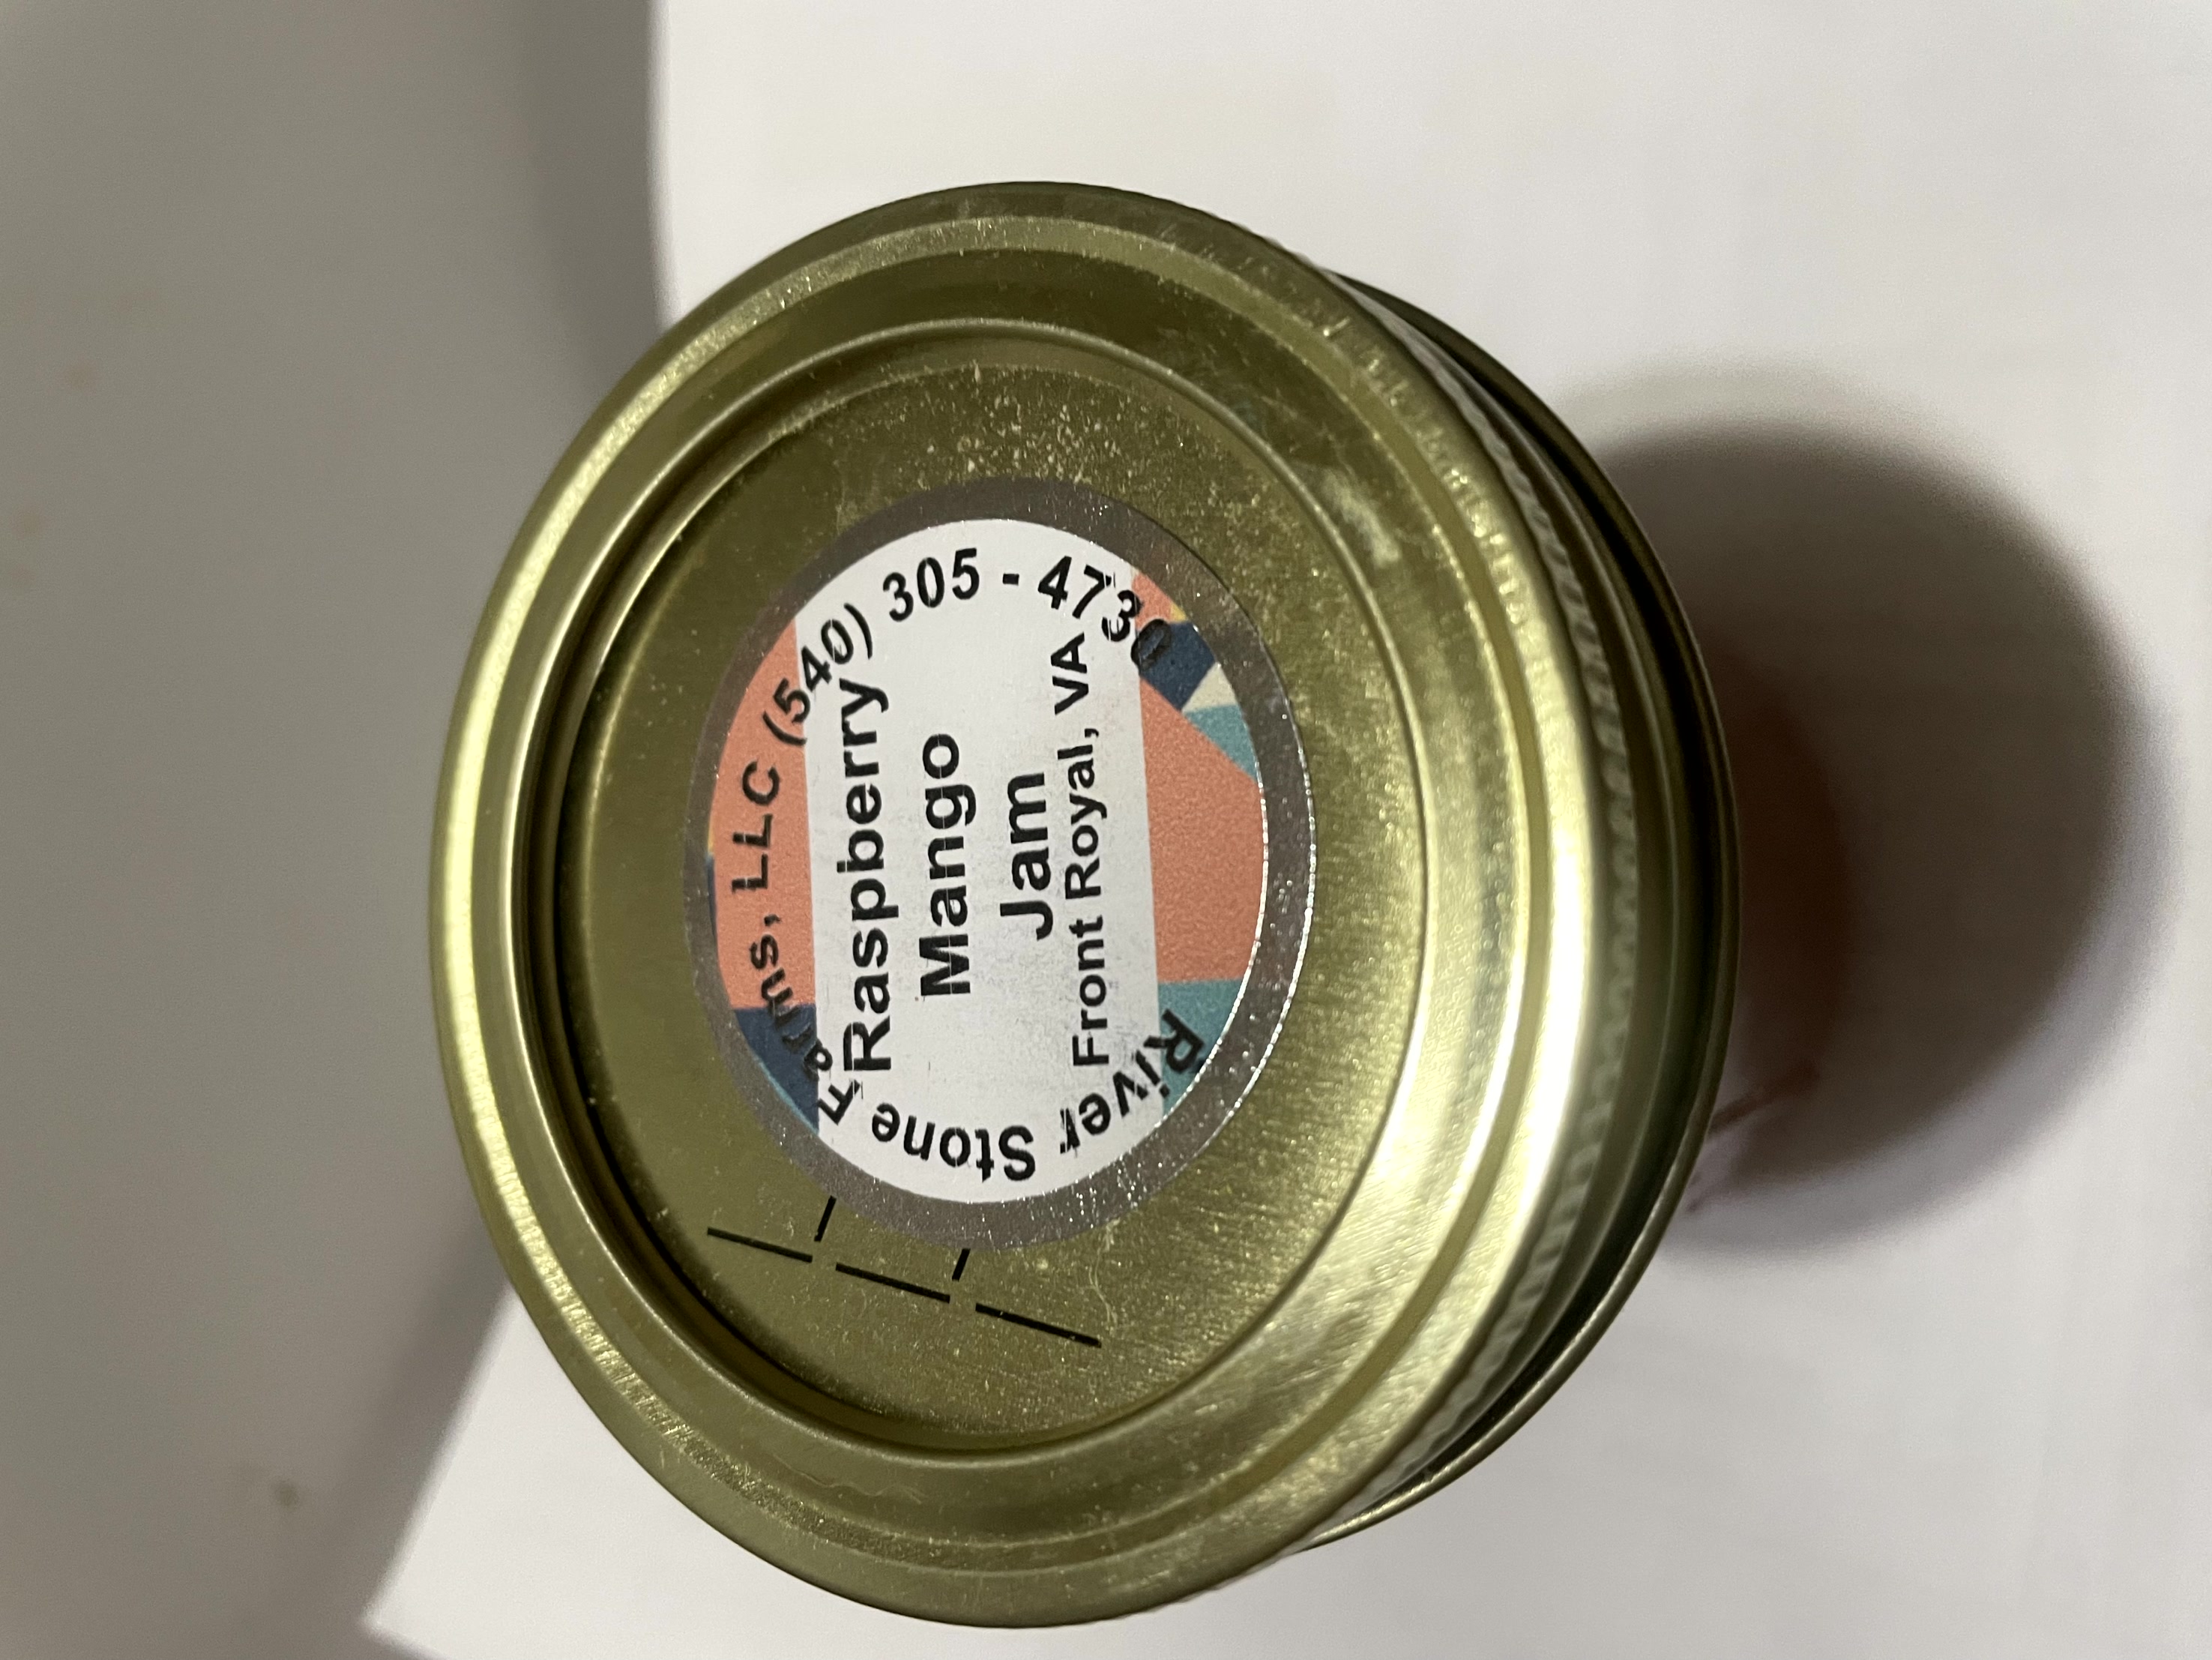 River Stone Farms, LLC (540) 305 - 4730
Raspberry
Mango
Jam
Front Royal, VA